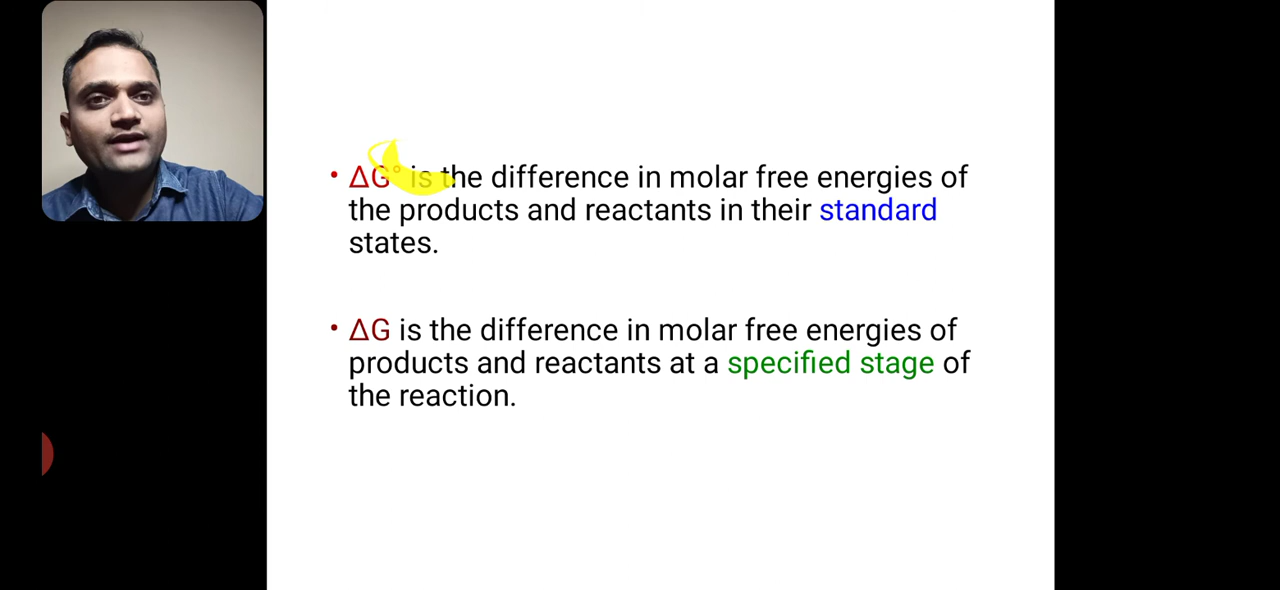 • ΔG° is the difference in molar free energies of
the products and reactants in their standard
states.
• ΔG is the difference in molar free energies of
products and reactants at a specified stage of
the reaction.